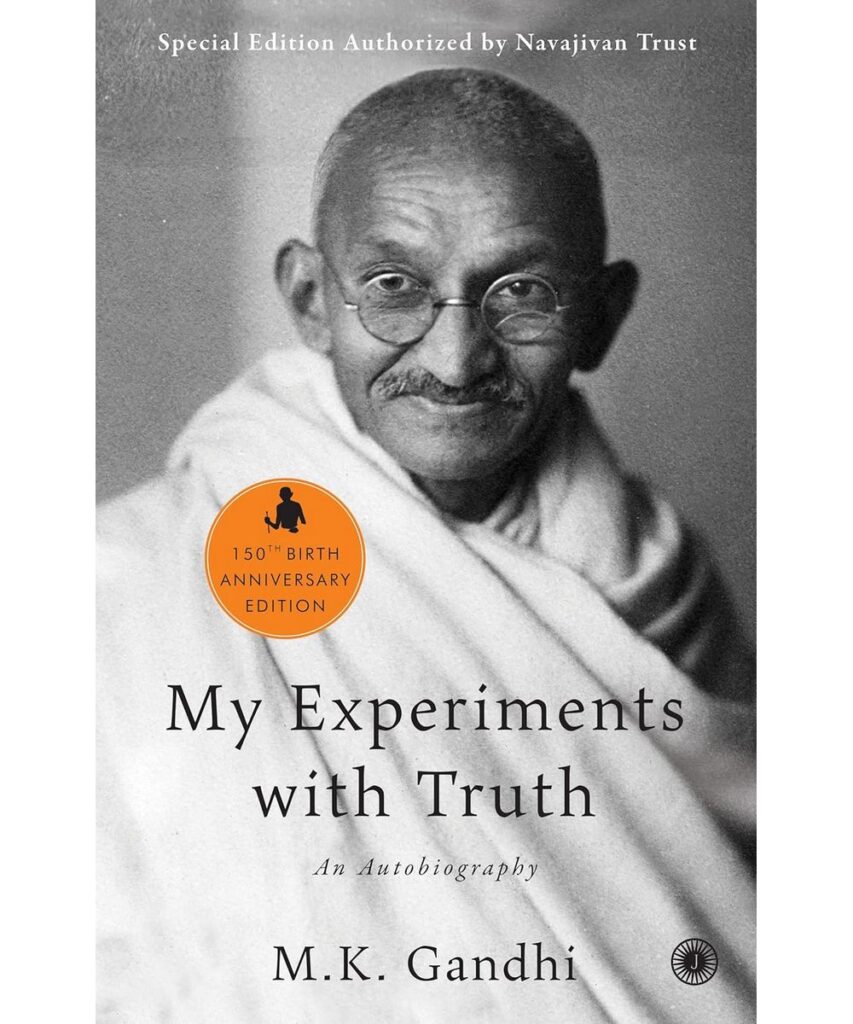 Special Edition Authorized by Navajivan Trust
150TH BIRTH
ANNIVERSARY
EDITION
My Experiments
with Truth
An Autobiography
M.K. Gandhi
J